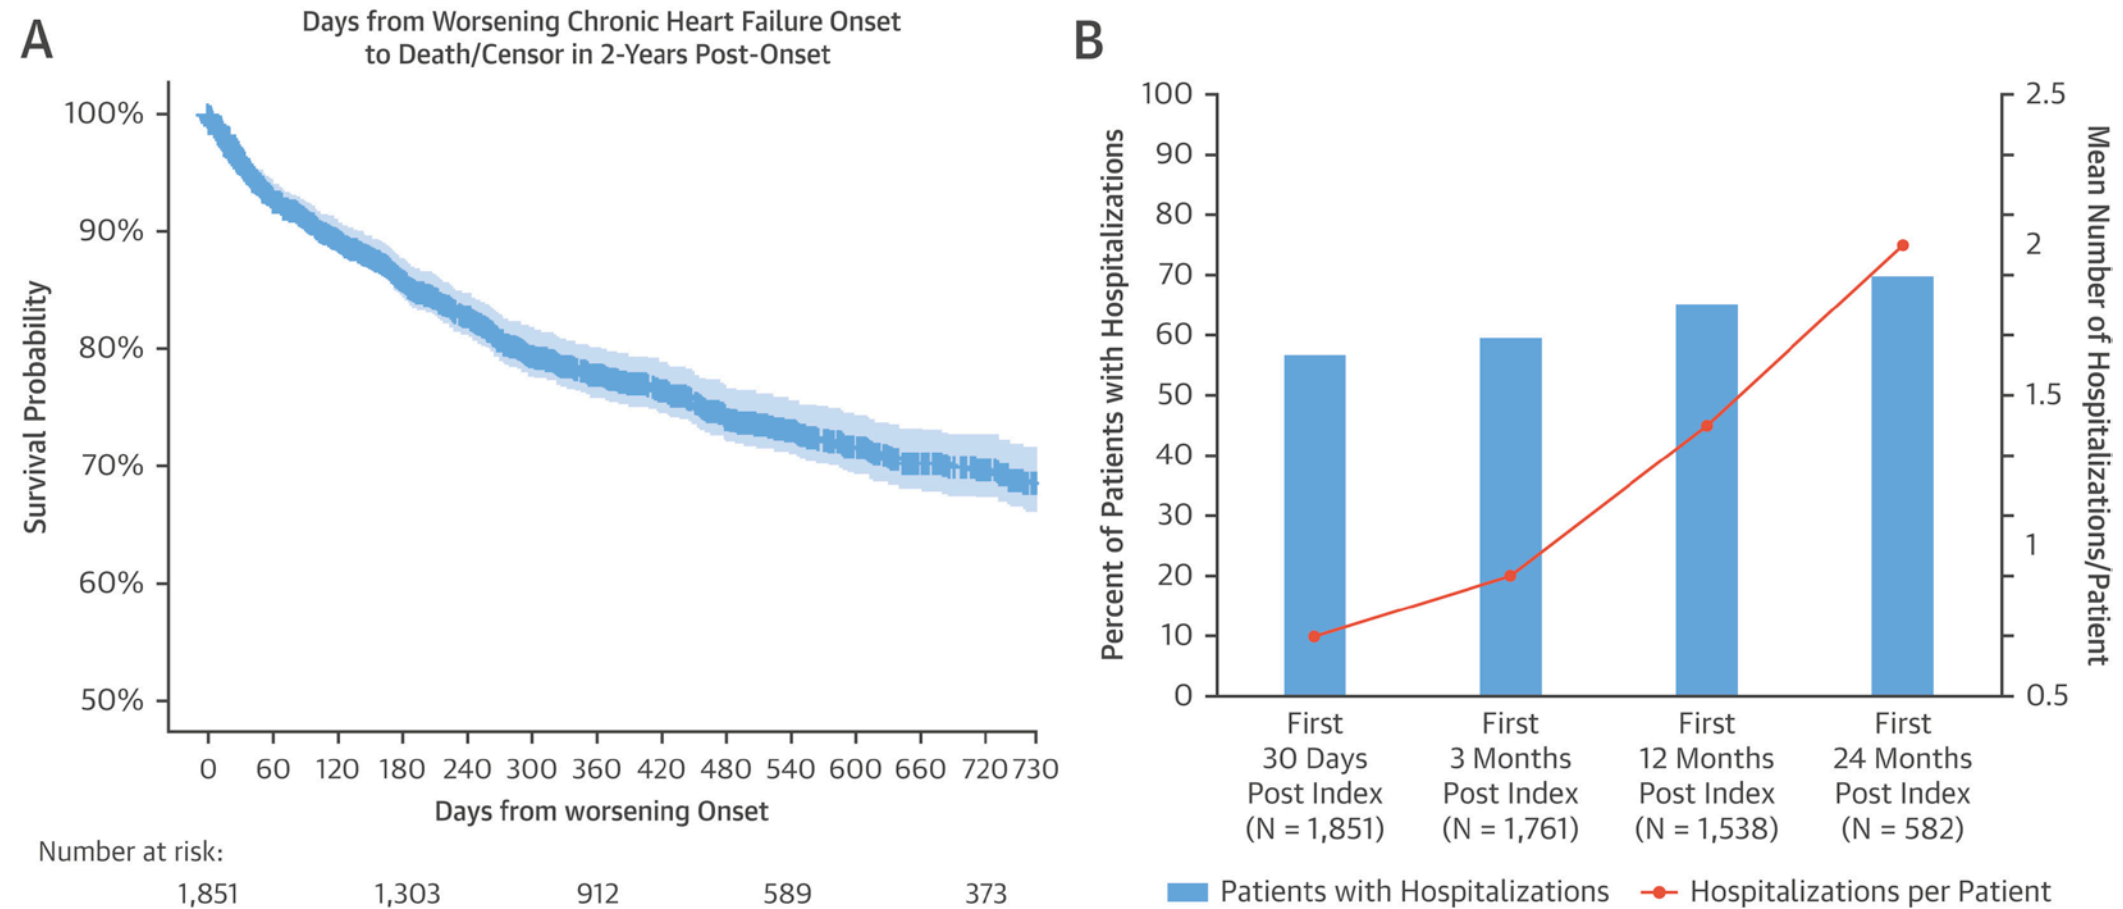 A
Days from Worsening Chronic Heart Failure Onset
to Death/Censor in 2-Years Post-Onset
Survival Probability
100%
90%
80%
70%
60%
50%
0 60 120 180 240 300 360 420 480 540 600 660 720 730
Days from worsening Onset
Number at risk:
1,851 1,303 912 589 373
B
Percent of Patients with Hospitalizations
100
90
80
70
60
50
40
30
20
10
0
Mean Number of Hospitalizations/Patient
2.5
2
1.5
1
0.5
First
30 Days
Post Index
(N = 1,851)
First
3 Months
Post Index
(N = 1,761)
First
12 Months
Post Index
(N = 1,538)
First
24 Months
Post Index
(N = 582)
Patients with Hospitalizations
Hospitalizations per Patient